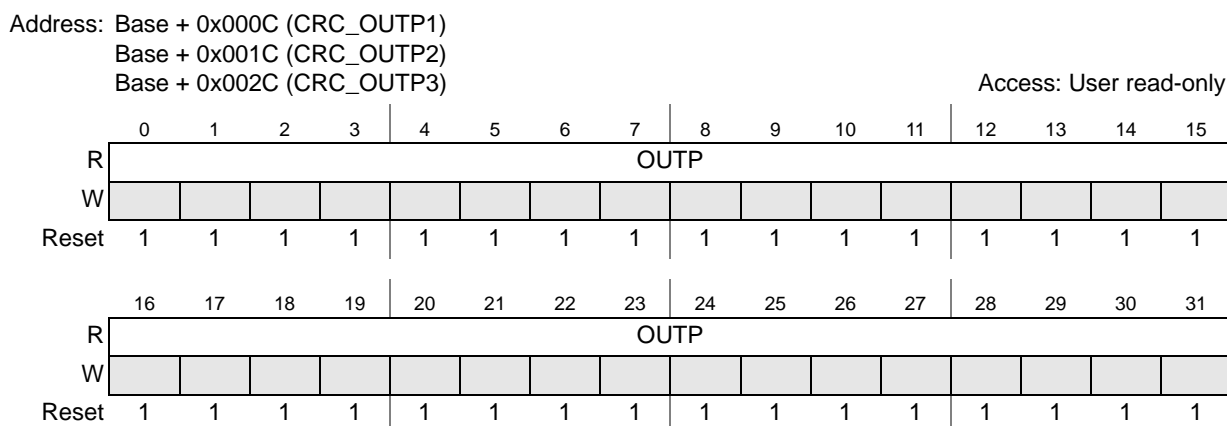 Address: Base + 0x000C (CRC_OUTP1)
Base + 0x001C (CRC_OUTP2)
Base + 0x002C (CRC_OUTP3) Access: User read-only
0 1 2 3 4 5 6 7 8 9 10 11 12 13 14 15
R OUTP
W
Reset 1 1 1 1 1 1 1 1 1 1 1 1 1 1 1 1
16 17 18 19 20 21 22 23 24 25 26 27 28 29 30 31
R OUTP
W
Reset 1 1 1 1 1 1 1 1 1 1 1 1 1 1 1 1